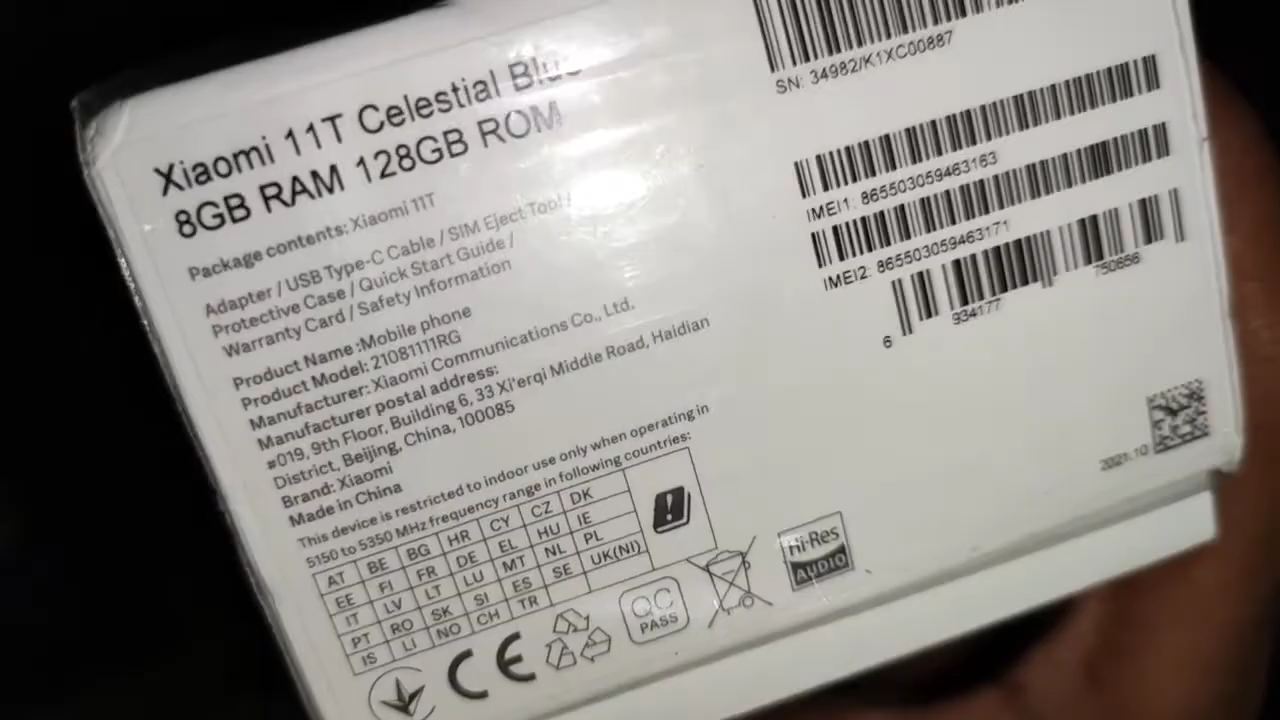 Xiaomi 11T Celestial Blue
8GB RAM 128GB ROM
Package contents: Xiaomi 11T
Adapter / USB Type-C Cable / SIM Eject Tool /
Protective Case / Quick Start Guide /
Warranty Card / Safety Information
Product Name :Mobile phone
Product Model: 21081111RG
Manufacturer: Xiaomi Communications Co., Ltd.
Manufacturer postal address:
#019, 9th Floor, Building 6, 33 Xi'erqi Middle Road, Haidian
District, Beijing, China, 100085
Brand: Xiaomi
Made in China
This device is restricted to indoor use only when operating in
5150 to 5350 MHz frequency range in following countries:
AT BE BG HR CY CZ DK
EE FI FR DE EL HU IE
IT LV LT LU MT NL PL
PT RO SK SI ES SE UK(NI)
IS LI NO CH TR
CE
QC
PASS
Hi-Res
AUDIO
SN: 34982/K1XC00887
IMEI1: 865503059463163
IMEI2: 865503059463171
6 934177 750656
2021.10